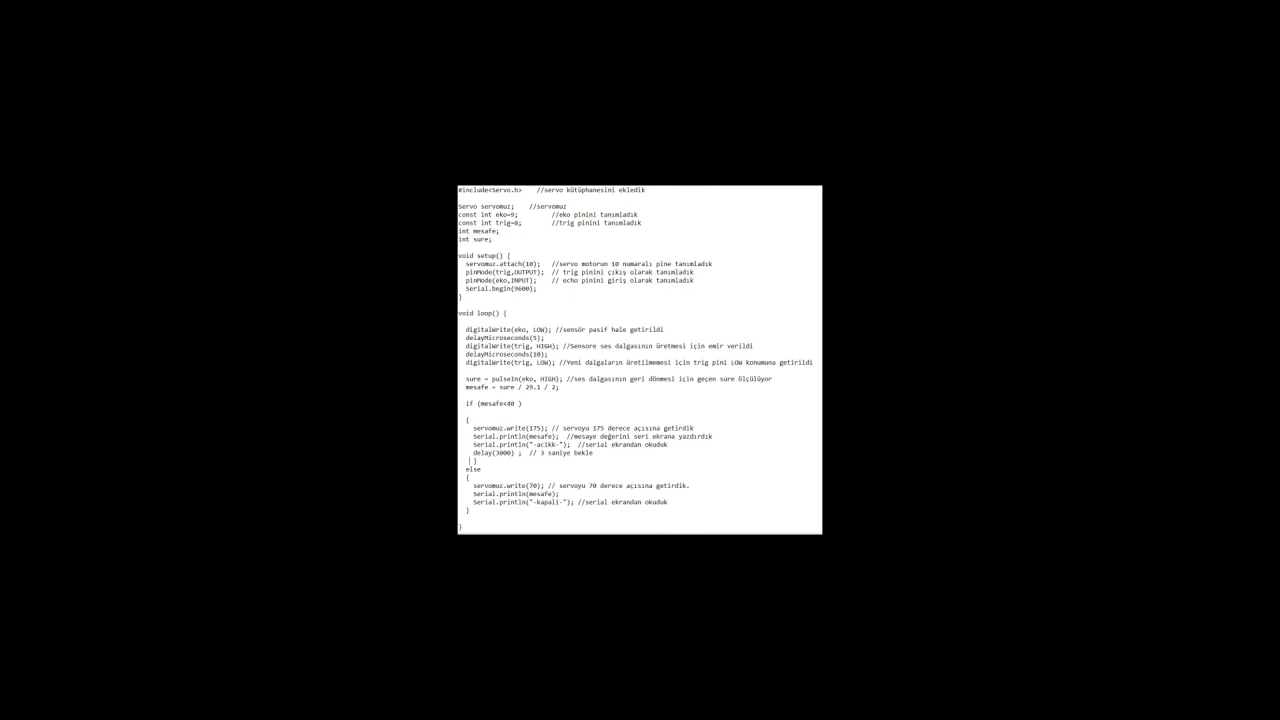 #include<Servo.h>    //servo kütüphanesini ekledik
Servo servomuz;    //servomuz
const int eko=9;         //eko pinini tanımladık
const int trig=8;        //trig pinini tanımladık
int mesafe;
int sure;
void setup() {
  servomuz.attach(10);   //servo motorun 10 numaralı pine tanımladık
  pinMode(trig,OUTPUT);  // trig pinini çıkış olarak tanımladık
  pinMode(eko,INPUT);    // echo pinini giriş olarak tanımladık
  Serial.begin(9600);
}
void loop() {
  digitalWrite(eko, LOW); //sensör pasif hale getirildi
  delayMicroseconds(5);
  digitalWrite(trig, HIGH); //Sensore ses dalgasının üretmesi için emir verildi
  delayMicroseconds(10);
  digitalWrite(trig, LOW); //Yeni dalgaların üretilmemesi için trig pini LOW konumuna getirildi
  sure = pulseIn(eko, HIGH); //ses dalgasının geri dönmesi için geçen sure ölçülüyor
  mesafe = sure / 29.1 / 2;
  if (mesafe<40 )
  {
    servomuz.write(175); // servoyu 175 derece açısına getirdik
    Serial.println(mesafe);  //mesaye değerini seri ekrana yazdırdık
    Serial.println("-acikk-");  //serial ekrandan okuduk
    delay(3000) ;  // 3 saniye bekle
    }
  else
  {
    servomuz.write(70); // servoyu 70 derece açısına getirdik.
    Serial.println(mesafe);
    Serial.println("-kapali-"); //serial ekrandan okuduk
  }
}